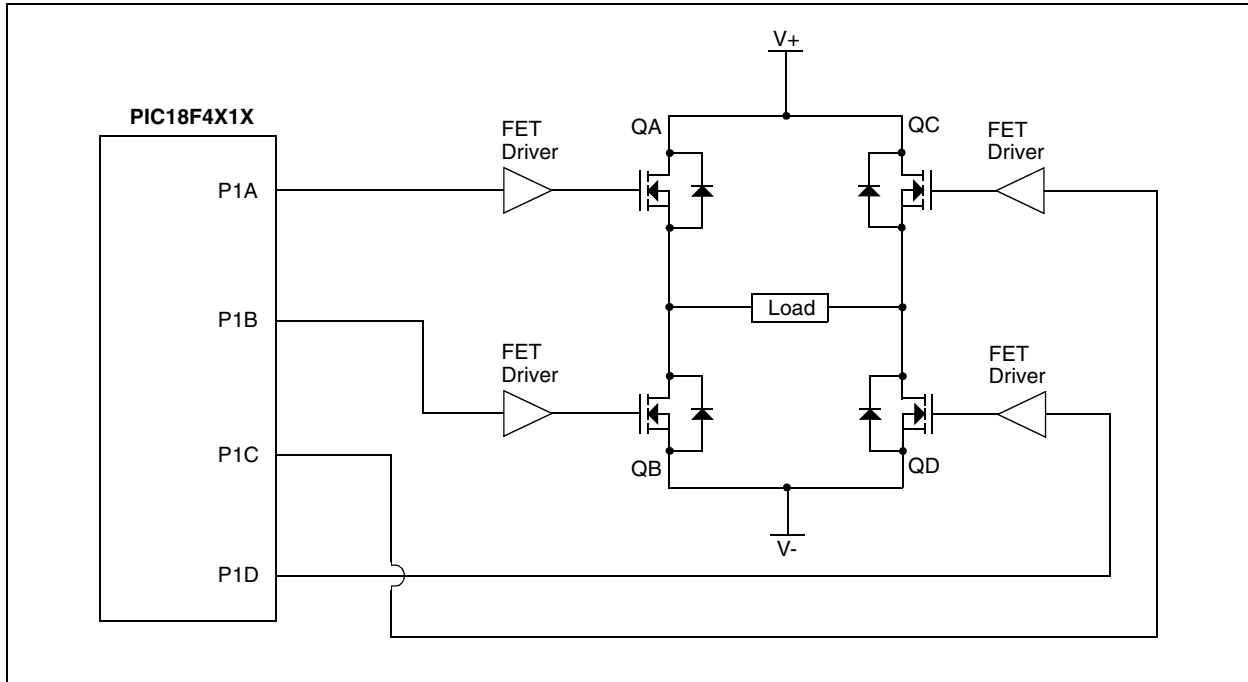 V+
PIC18F4X1X
FET
Driver
QA
QC
FET
Driver
P1A
Load
P1B
FET
Driver
FET
Driver
P1C
QB
QD
V-
P1D